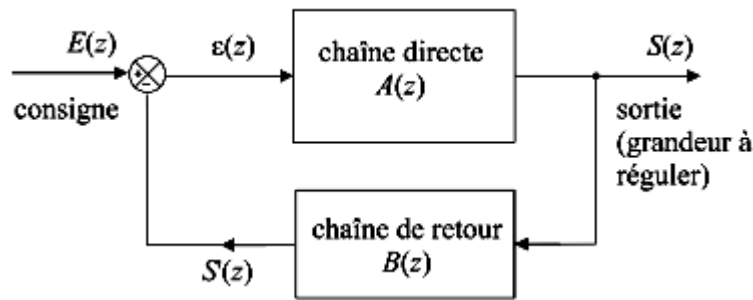 E(z)
ε(z)
chaîne directe
A(z)
S(z)
consigne
sortie
(grandeur à
réguler)
chaîne de retour
B(z)
S'(z)